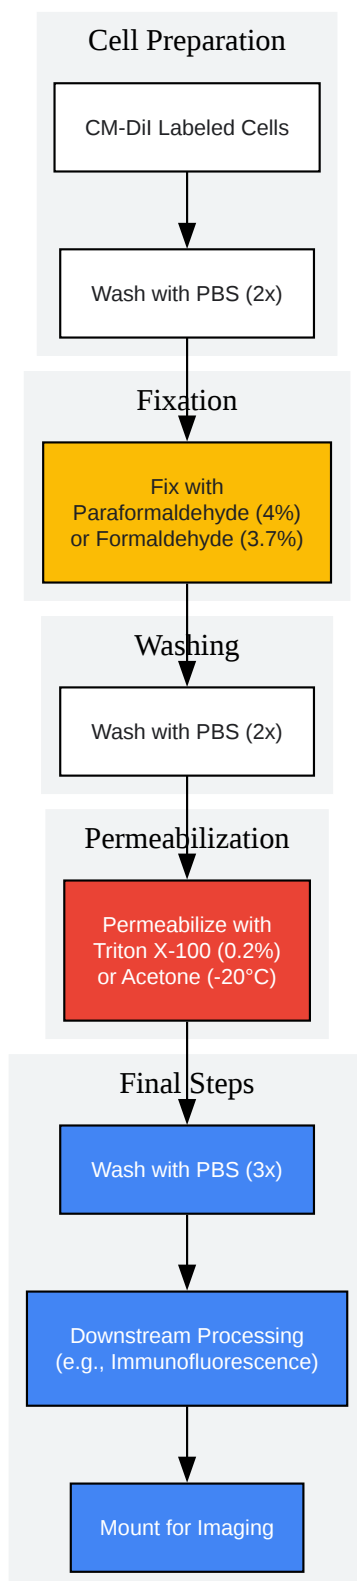 Cell Preparation
CM-DiI Labeled Cells
Wash with PBS (2x)
Fixation
Fix with
Paraformaldehyde (4%)
or Formaldehyde (3.7%)
Washing
Wash with PBS (2x)
Permeabilization
Permeabilize with
Triton X-100 (0.2%)
or Acetone (-20°C)
Final Steps
Wash with PBS (3x)
Downstream Processing
(e.g., Immunofluorescence)
Mount for Imaging